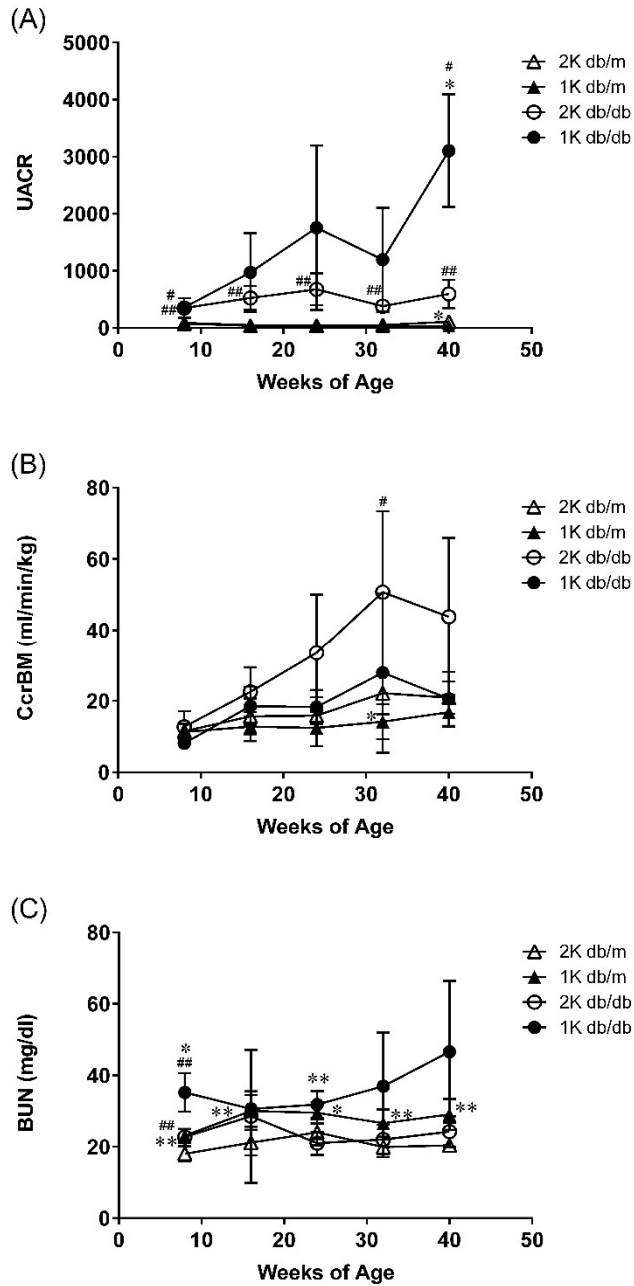 (A)
5000
4000
3000
2000
1000
0
UACR
0 10 20 30 40 50
Weeks of Age
#
*
#
##
##
##
##
##
*
2K db/m
1K db/m
2K db/db
1K db/db
(B)
80
60
40
20
0
CcrBM (ml/min/kg)
0 10 20 30 40 50
Weeks of Age
#
*
2K db/m
1K db/m
2K db/db
1K db/db
(C)
80
60
40
20
0
BUN (mg/dl)
0 10 20 30 40 50
Weeks of Age
*
##
##
**
**
**
*
**
**
2K db/m
1K db/m
2K db/db
1K db/db